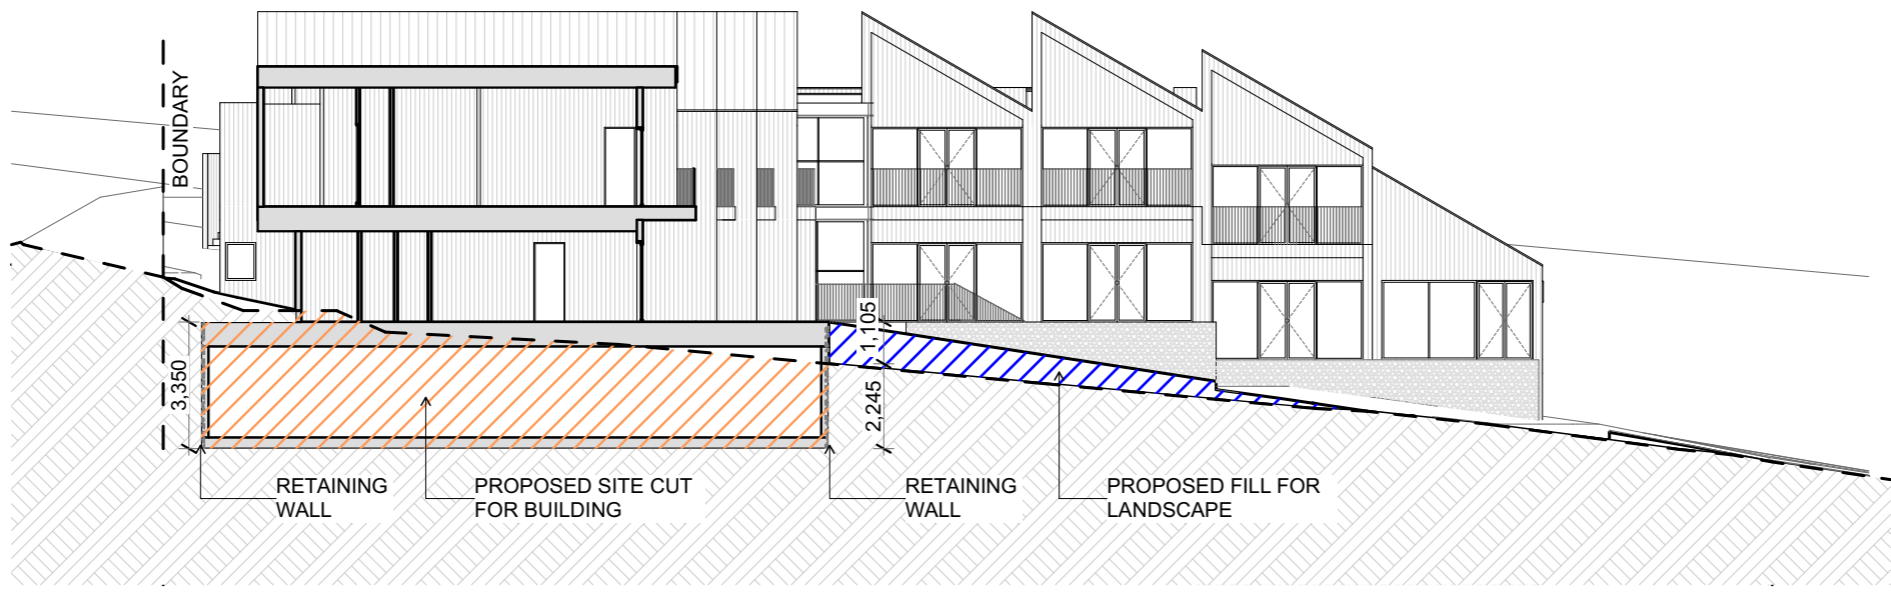 BOUNDARY
1,105
3,350
2,245
RETAINING
WALL
PROPOSED SITE CUT
FOR BUILDING
RETAINING
WALL
PROPOSED FILL FOR
LANDSCAPE